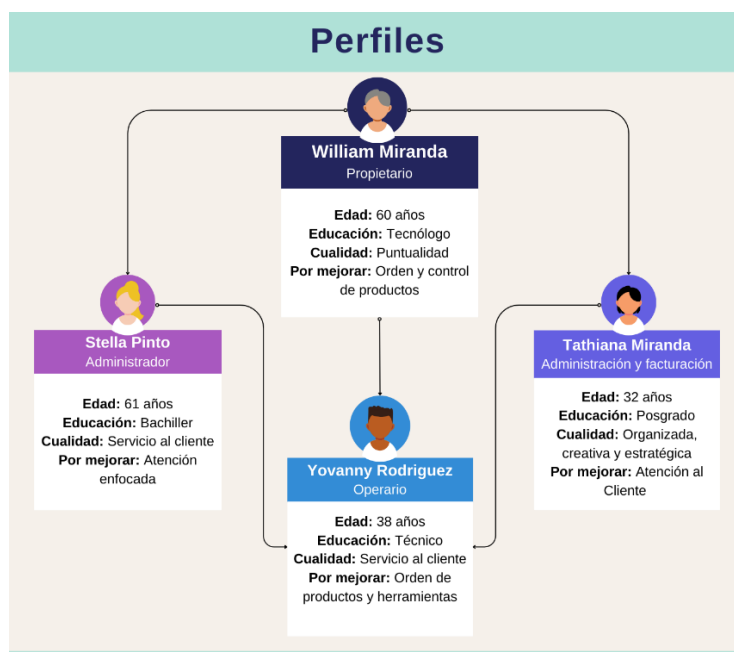 Perfiles
William Miranda
Propietario
Edad: 60 años
Educación: Tecnólogo
Cualidad: Puntualidad
Por mejorar: Orden y control
de productos
Stella Pinto
Administrador
Edad: 61 años
Educación: Bachiller
Cualidad: Servicio al cliente
Por mejorar: Atención
enfocada
Tathiana Miranda
Administración y facturación
Edad: 32 años
Educación: Posgrado
Cualidad: Organizada,
creativa y estratégica
Por mejorar: Atención al
Cliente
Yovanny Rodriguez
Operario
Edad: 38 años
Educación: Técnico
Cualidad: Servicio al cliente
Por mejorar: Orden de
productos y herramientas